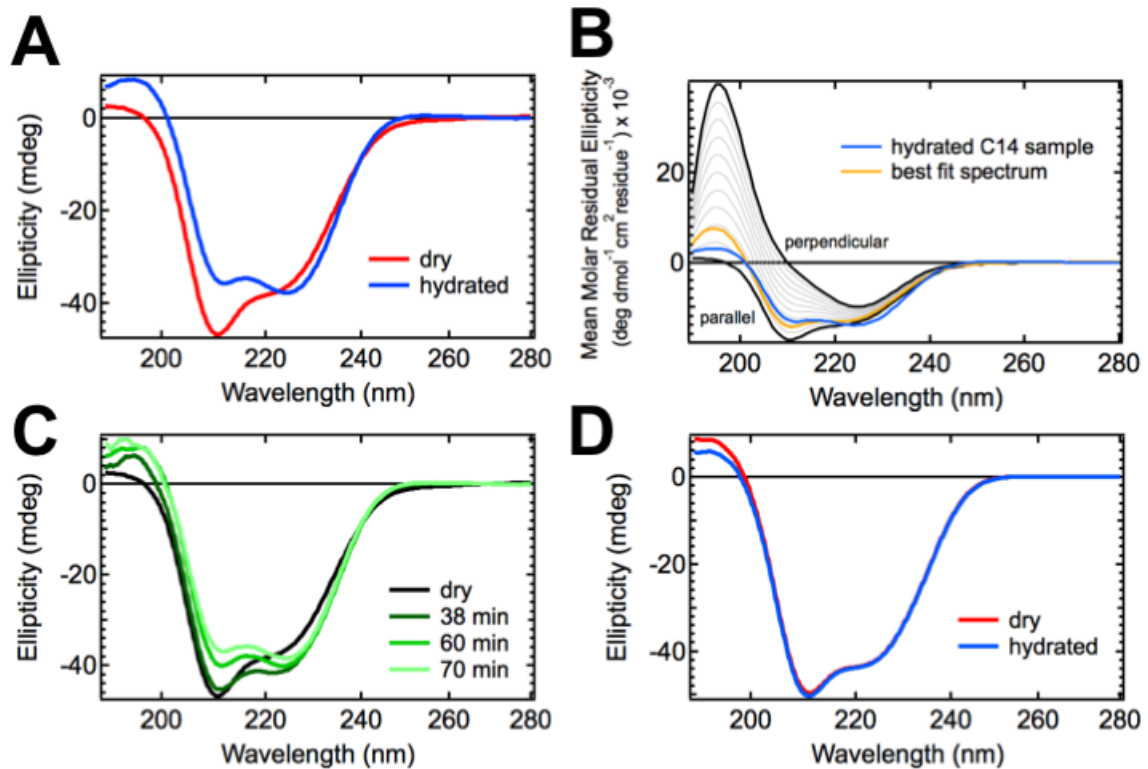 A
Ellipticity (mdeg)
0
-20
-40
dry
hydrated
200
220
240
260
280
Wavelength (nm)
B
Mean Molar Residual Ellipticity
(deg dmol⁻¹ cm² residue⁻¹) x 10⁻³
20
0
hydrated C14 sample
best fit spectrum
perpendicular
parallel
200
220
240
260
280
Wavelength (nm)
C
Ellipticity (mdeg)
0
-20
-40
dry
38 min
60 min
70 min
200
220
240
260
280
Wavelength (nm)
D
Ellipticity (mdeg)
0
-20
-40
dry
hydrated
200
220
240
260
280
Wavelength (nm)